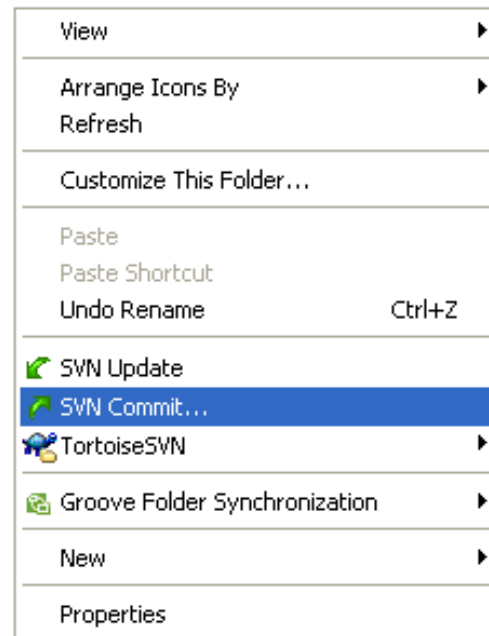 View
Arrange Icons By
Refresh
Customize This Folder...
Paste
Paste Shortcut
Undo Rename Ctrl+Z
SVN Update
SVN Commit...
TortoiseSVN
Groove Folder Synchronization
New
Properties